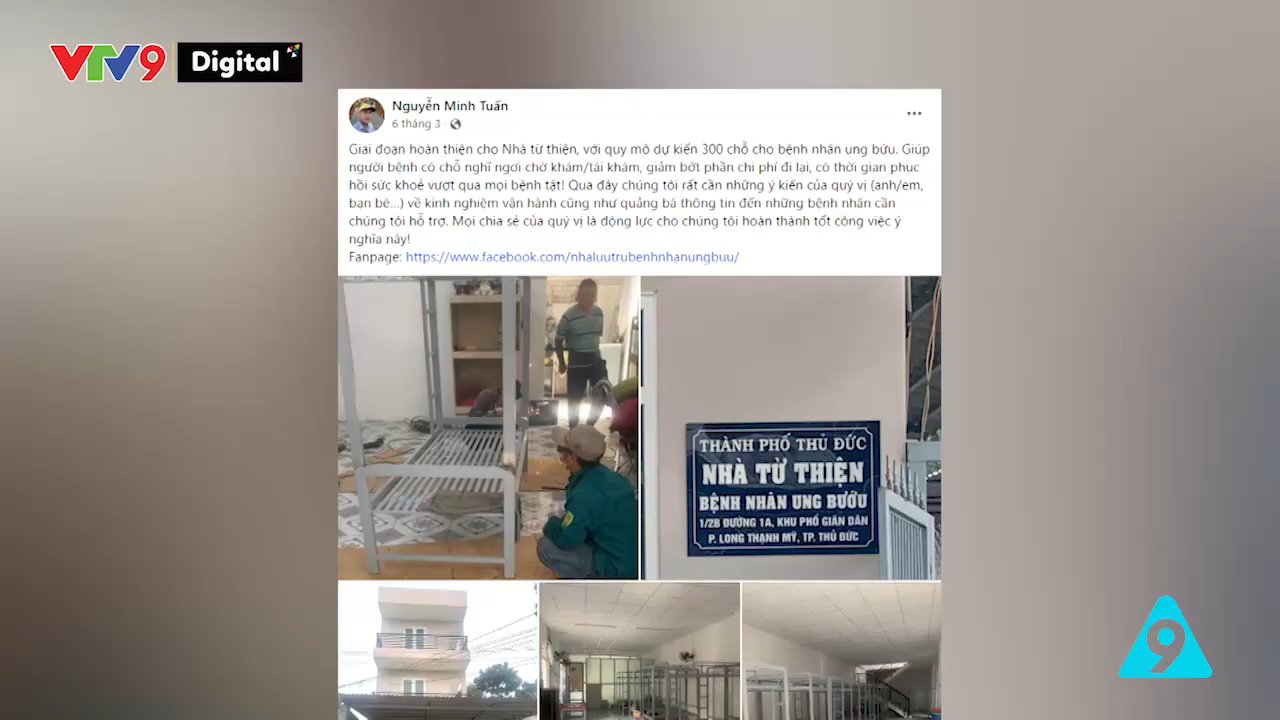 VTV9 Digital
Nguyễn Minh Tuấn
6 tháng 3 ·
Giai đoạn hoàn thiện cho Nhà từ thiện, với quy mô dự kiến 300 chỗ cho bệnh nhân ung bứu. Giúp
người bệnh có chỗ nghĩ ngơi chờ khám/tái khám, giảm bớt phần chi phí đi lại, có thời gian phục
hồi sức khoẻ vượt qua mọi bệnh tật! Qua đây chúng tôi rất cần những ý kiến của quý vị (anh/em,
bạn bè...) về kinh nghiệm vận hành cũng như quảng bá thông tin đến những bệnh nhân cần
chúng tôi hỗ trợ. Mọi chia sẻ của quý vị là động lực cho chúng tôi hoàn thành tốt công việc ý
nghĩa này!
Fanpage: https://www.facebook.com/nhaluutrubenhnhanungbuu/
THÀNH PHỐ THỦ ĐỨC
NHÀ TỪ THIỆN
BỆNH NHÂN UNG BƯỚU
1/2B ĐƯỜNG 1A, KHU PHỐ GIÃN DÂN
P. LONG THẠNH MỸ, TP. THỦ ĐỨC
9